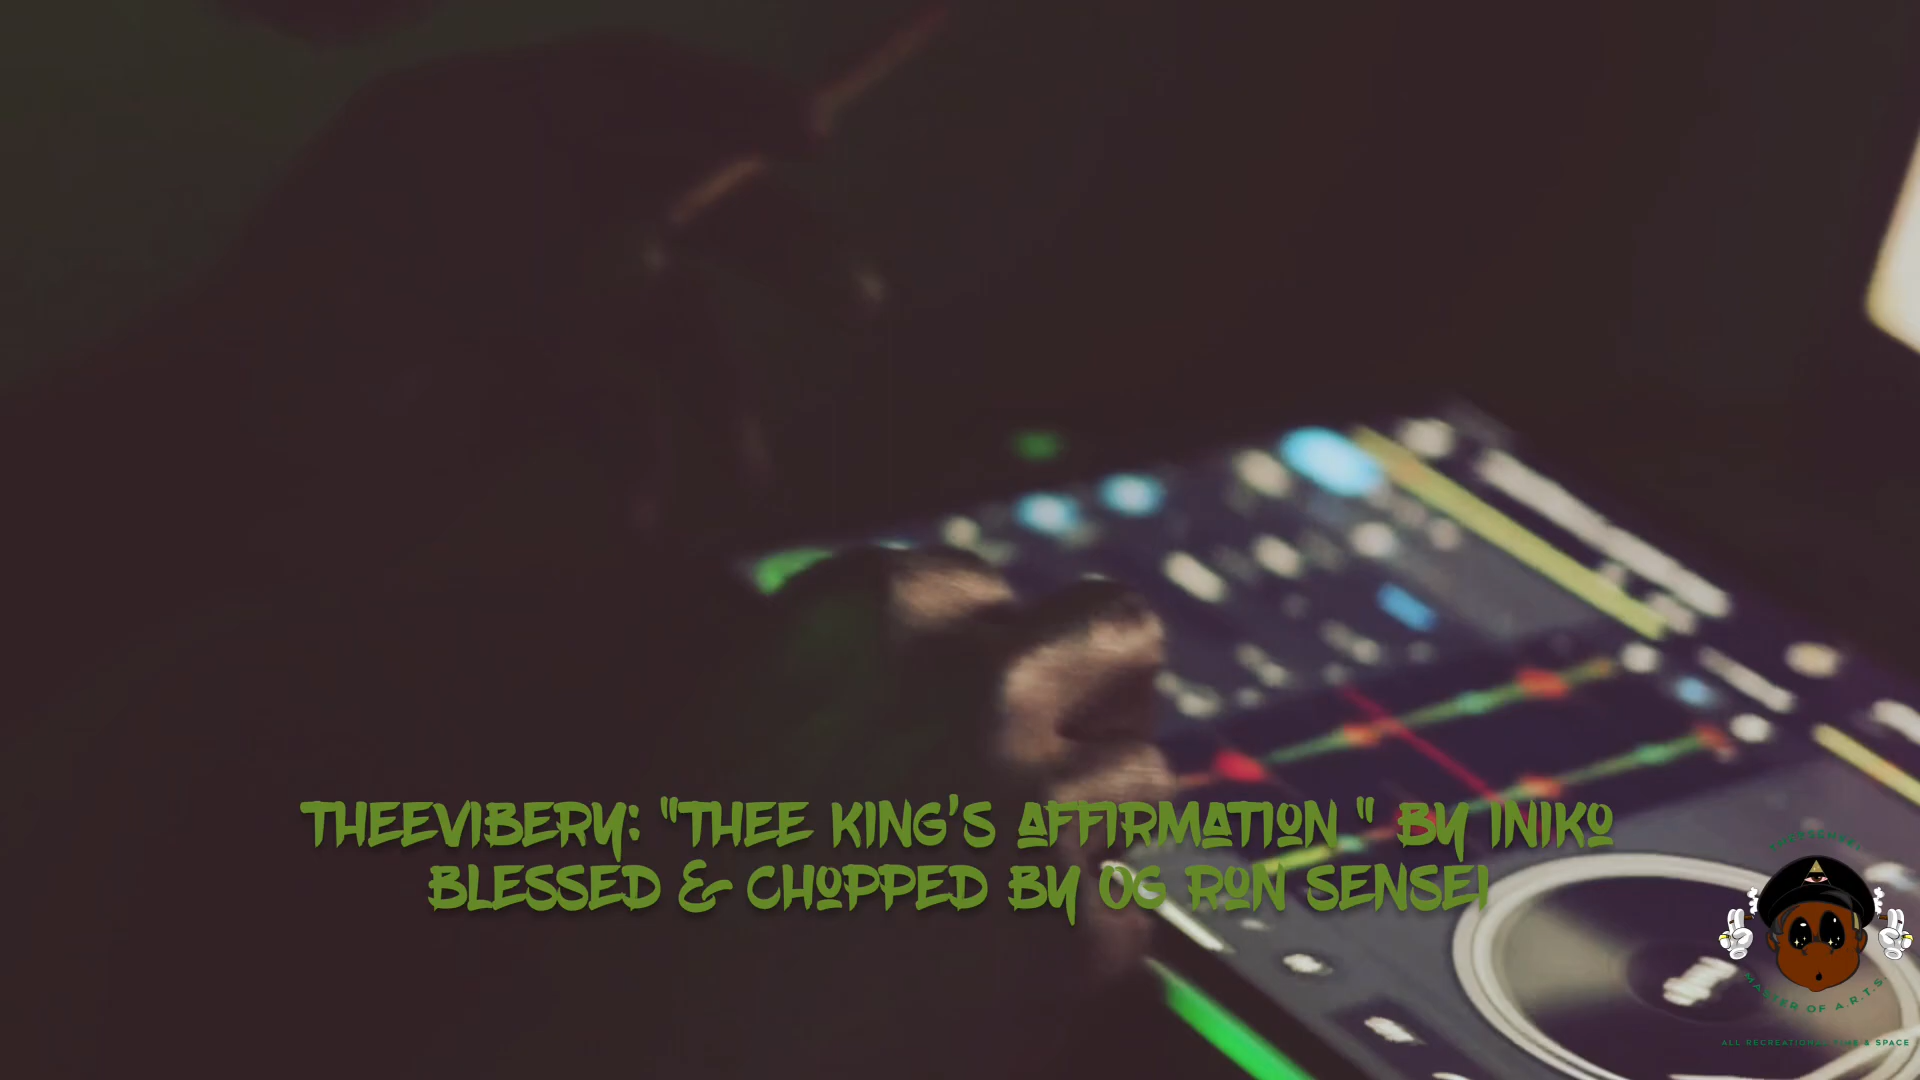 THEEVIBERY: "THEE KING'S AFFIRMATION " BY INIKO
BLESSED & CHOPPED BY OG RON SENSEI
MASTER OF A.R.T.S.
ALL RECREATIONAL TIME & SPACE